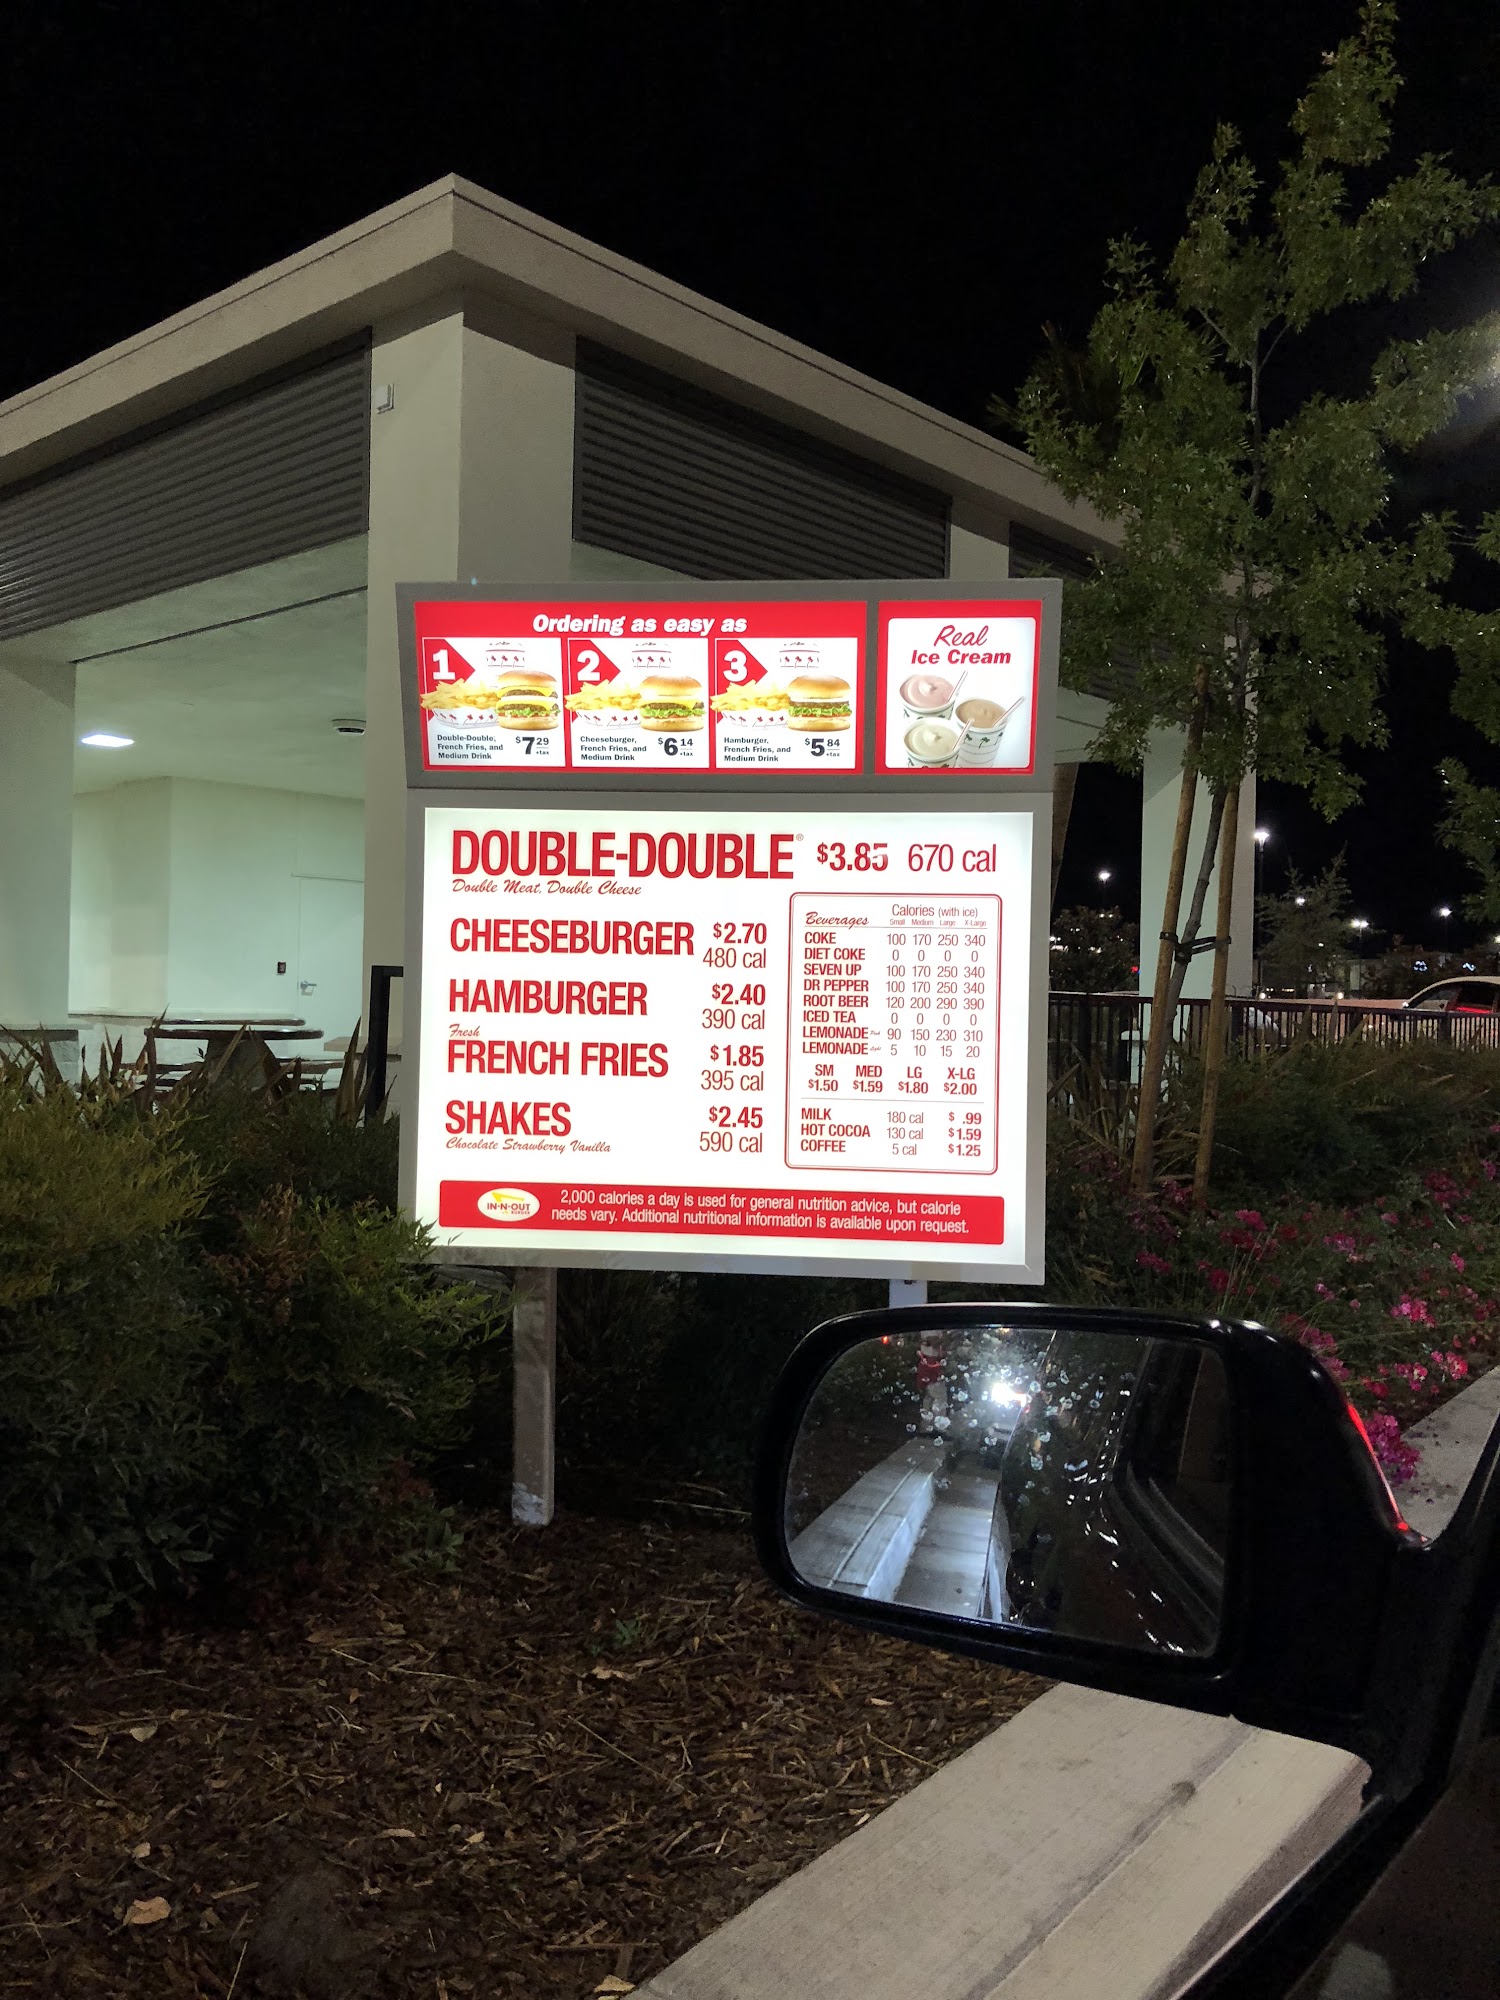 Ordering as easy as
1
Double-Double,
French Fries, and
Medium Drink
$7 29
+tax
2
Cheeseburger,
French Fries, and
Medium Drink
$6 14
+tax
3
Hamburger,
French Fries, and
Medium Drink
$5 84
+tax
Real
Ice Cream
DOUBLE-DOUBLE® $3.85 670 cal
Double Meat, Double Cheese
CHEESEBURGER $2.70
480 cal
HAMBURGER $2.40
390 cal
Fresh
FRENCH FRIES $1.85
395 cal
SHAKES $2.45
Chocolate Strawberry Vanilla 590 cal
Beverages Calories (with ice)
Small Medium Large X-Large
COKE 100 170 250 340
DIET COKE 0 0 0 0
SEVEN UP 100 170 250 340
DR PEPPER 100 170 250 340
ROOT BEER 120 200 290 390
ICED TEA 0 0 0 0
LEMONADE Pink 90 150 230 310
LEMONADE Light 5 10 15 20
SM MED LG X-LG
$1.50 $1.59 $1.80 $2.00
MILK 180 cal $ .99
HOT COCOA 130 cal $1.59
COFFEE 5 cal $1.25
IN-N-OUT
BURGER
2,000 calories a day is used for general nutrition advice, but calorie
needs vary. Additional nutritional information is available upon request.